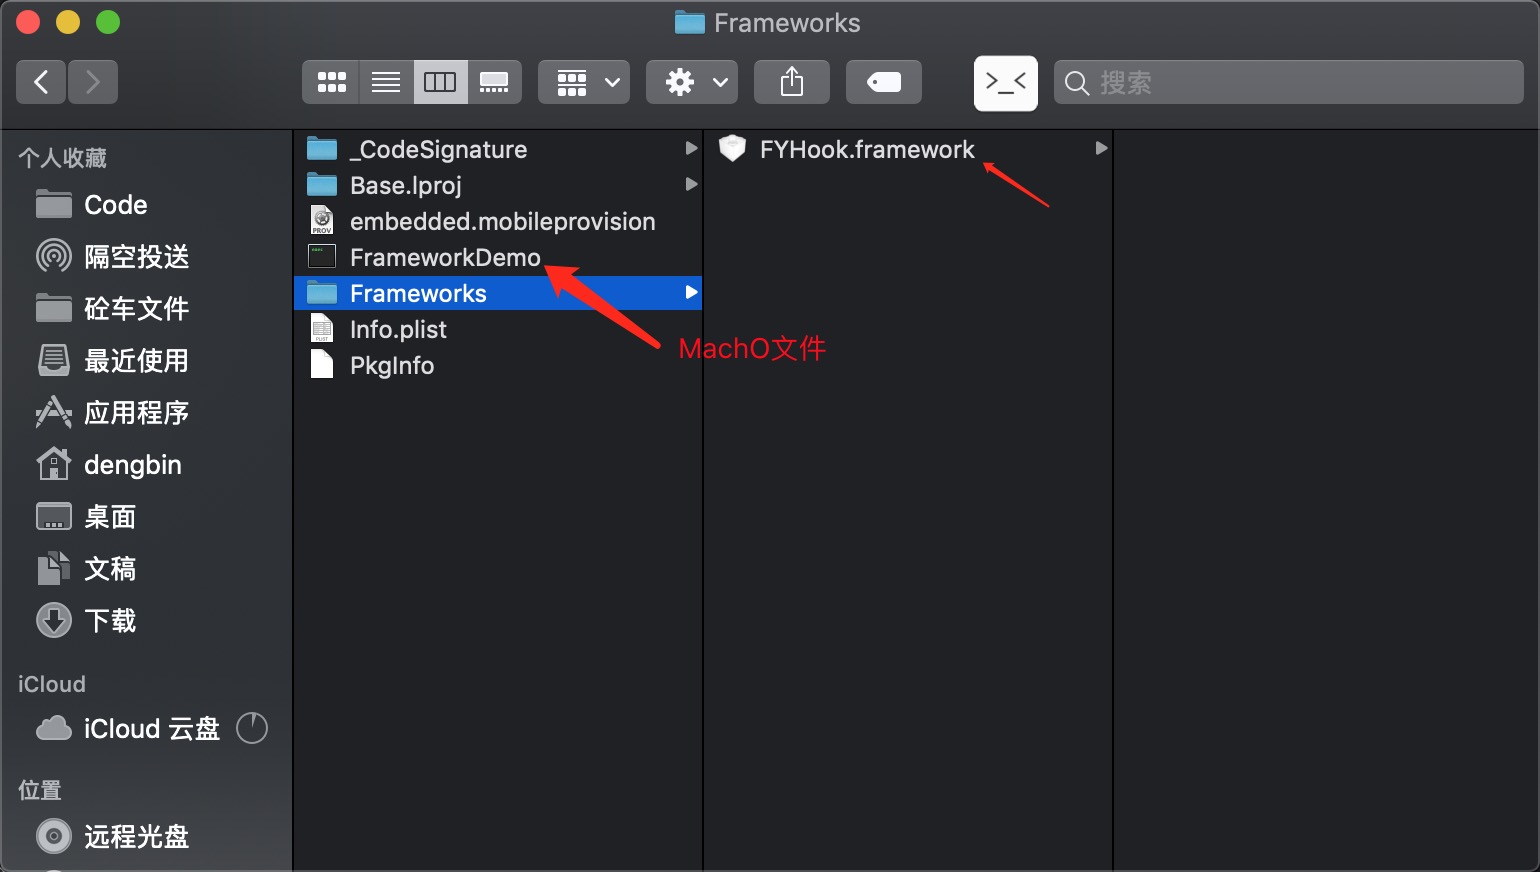 Frameworks
>_<
搜索
个人收藏
Code
隔空投送
砼车文件
最近使用
应用程序
dengbin
桌面
文稿
下载
iCloud
iCloud 云盘
位置
远程光盘
_CodeSignature
Base.lproj
PROV
embedded.mobileprovision
FrameworkDemo
Frameworks
PLIST
Info.plist
PkgInfo
MachO文件
FYHook.framework